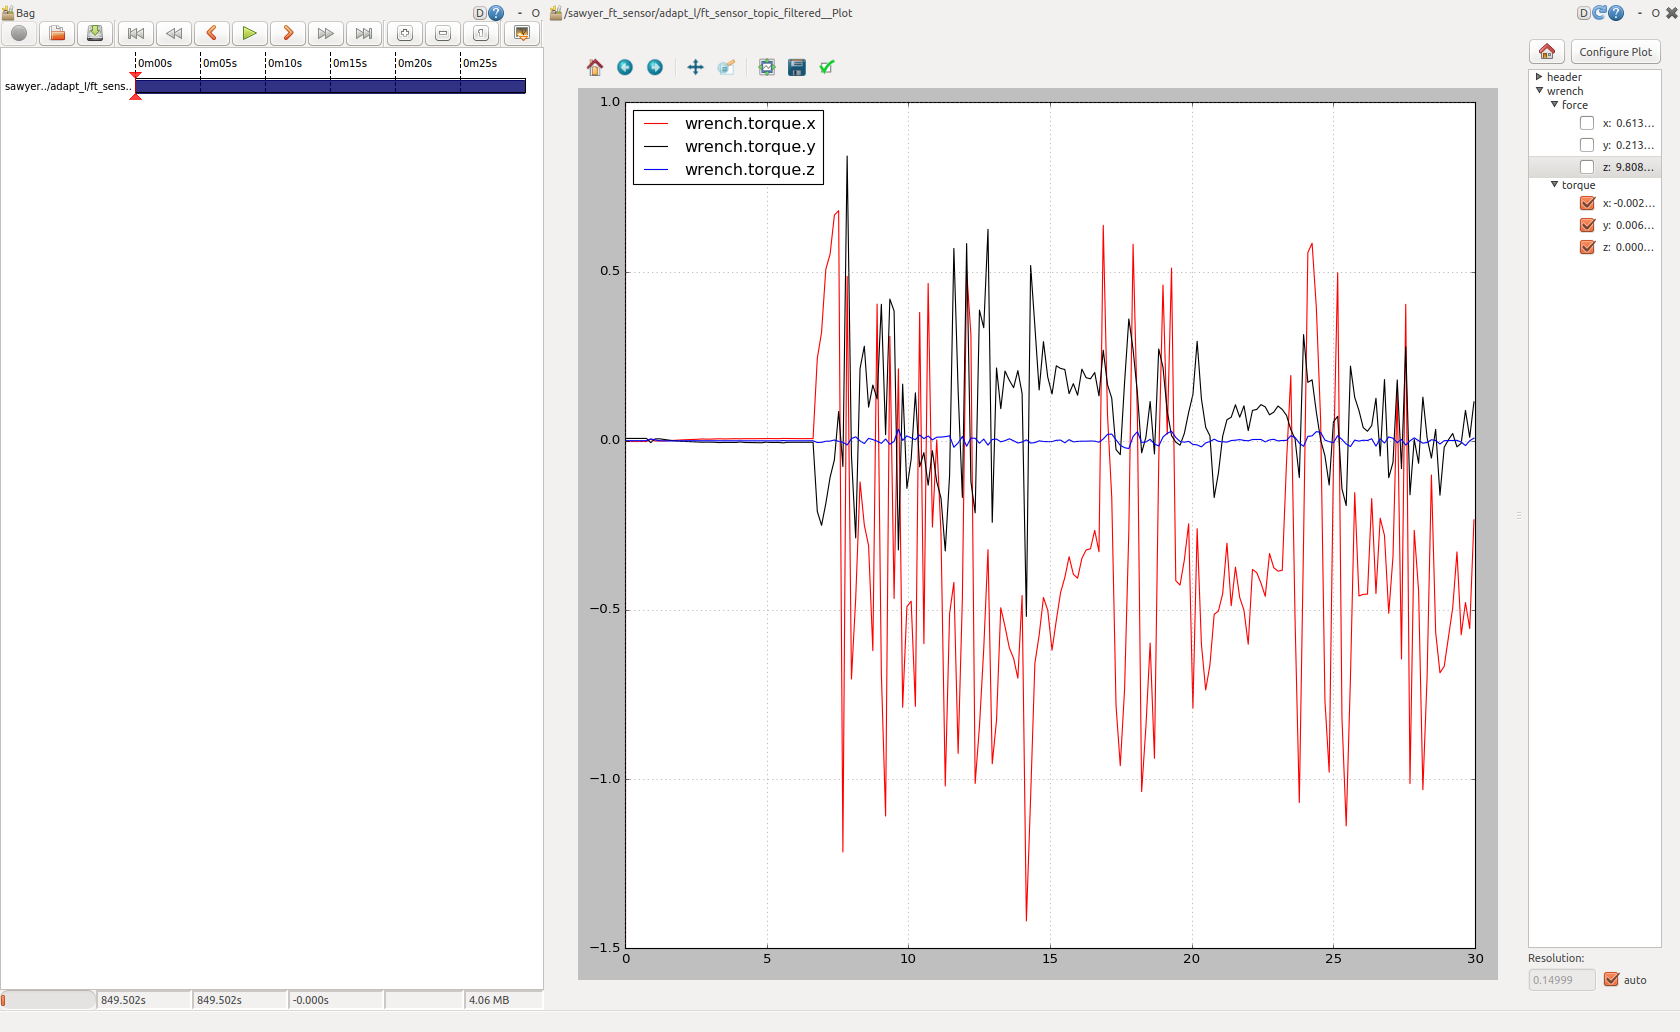 Bag
D ? - O
/sawyer_ft_sensor/adapt_l/ft_sensor_topic_filtered__Plot
D ? - O
0m00s 0m05s 0m10s 0m15s 0m20s 0m25s
sawyer../adapt_l/ft_sens..
Configure Plot
header
wrench
force
x: 0.613...
y: 0.213...
z: 9.808...
torque
x: -0.002...
y: 0.006...
z: 0.000...
wrench.torque.x
wrench.torque.y
wrench.torque.z
1.0
0.5
0.0
−0.5
−1.0
−1.5
0 5 10 15 20 25 30
Resolution:
0.14999
auto
849.502s 849.502s -0.000s 4.06 MB